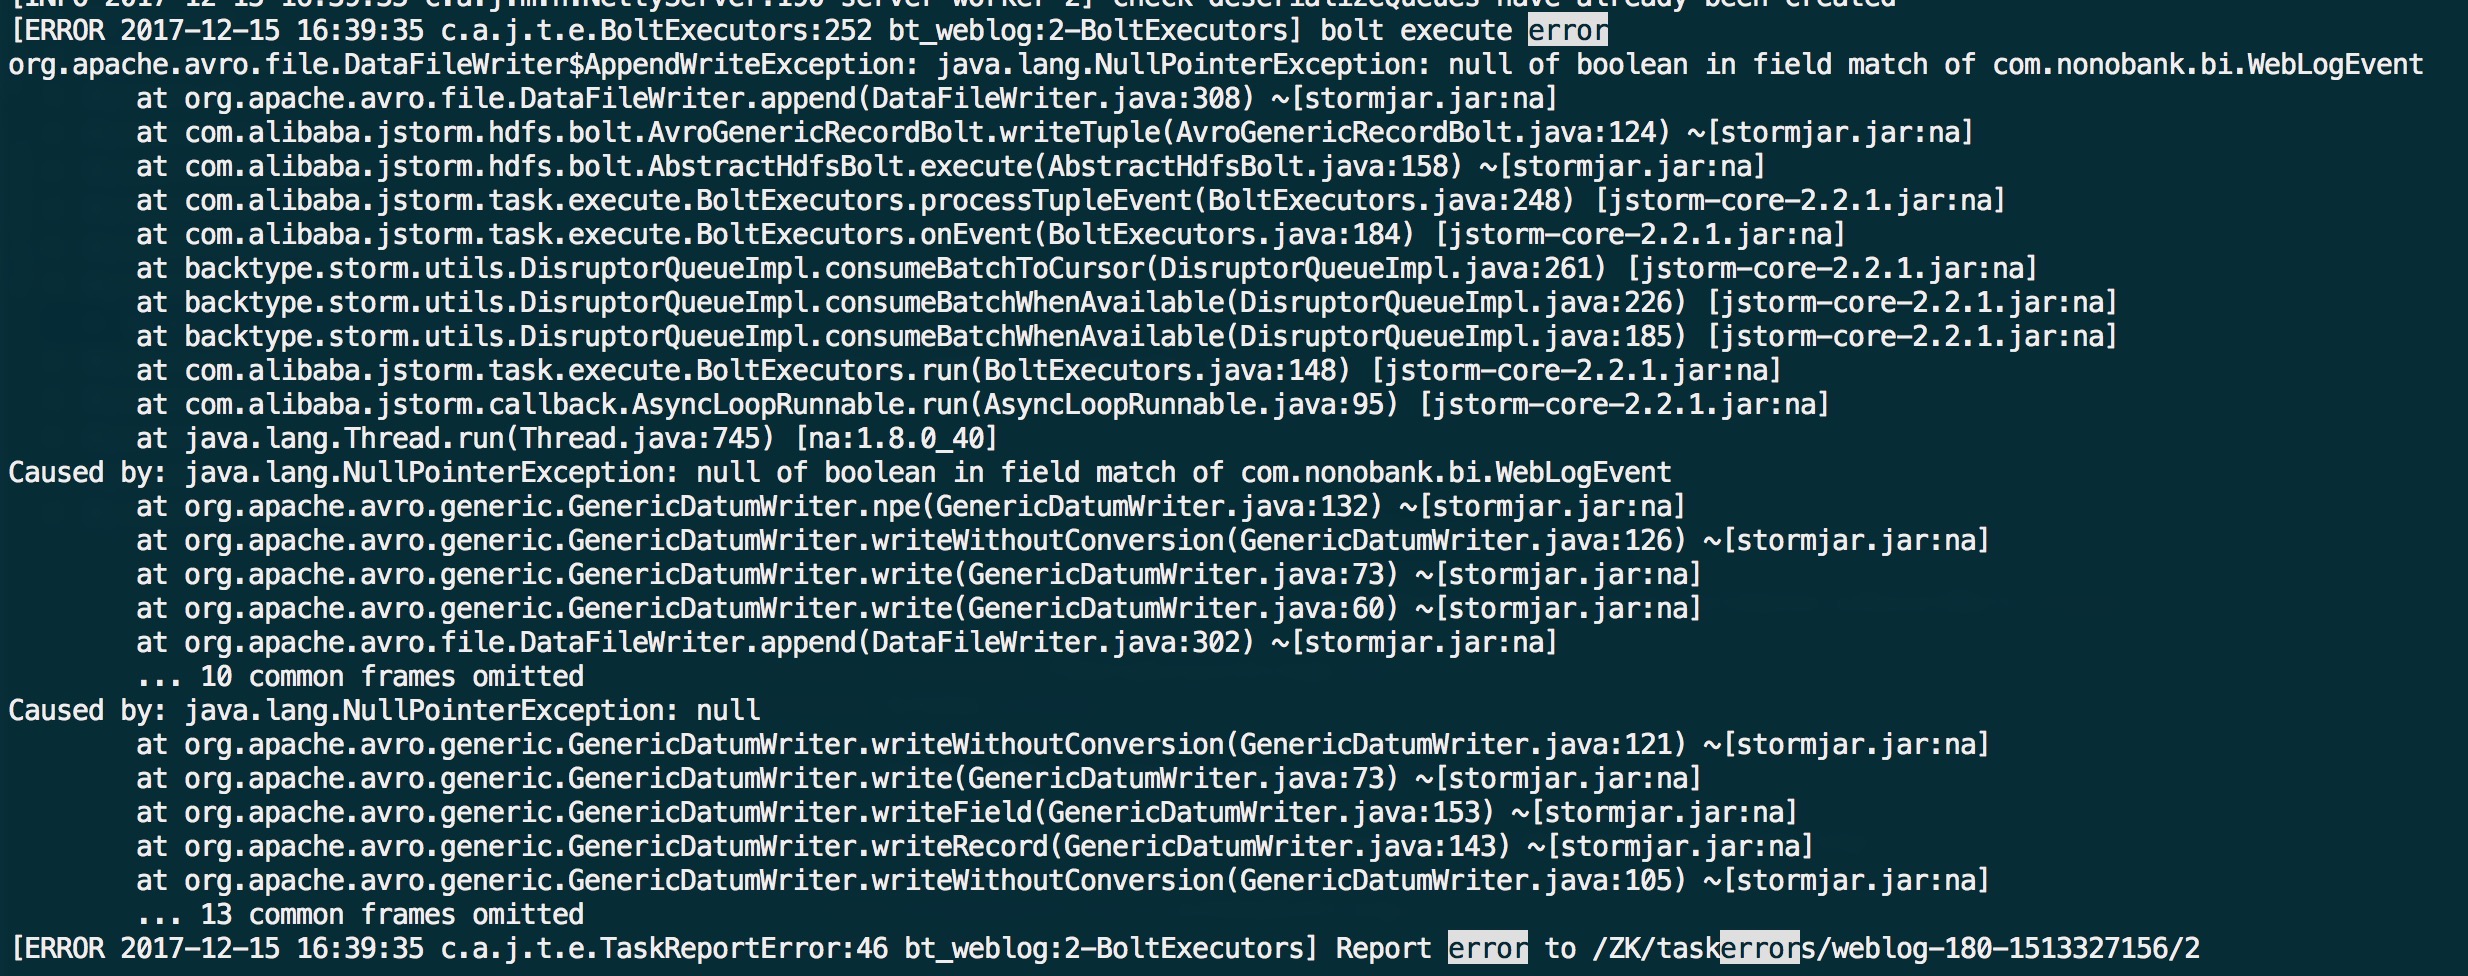 [INFO 2017-12-15 16:39:35 c.a.j.m.n.NettyServer:190 server-worker-2] check deserializeQueues have already been created
[ERROR 2017-12-15 16:39:35 c.a.j.t.e.BoltExecutors:252 bt_weblog:2-BoltExecutors] bolt execute error
org.apache.avro.file.DataFileWriter$AppendWriteException: java.lang.NullPointerException: null of boolean in field match of com.nonobank.bi.WebLogEvent
at org.apache.avro.file.DataFileWriter.append(DataFileWriter.java:308) ~[stormjar.jar:na]
at com.alibaba.jstorm.hdfs.bolt.AvroGenericRecordBolt.writeTuple(AvroGenericRecordBolt.java:124) ~[stormjar.jar:na]
at com.alibaba.jstorm.hdfs.bolt.AbstractHdfsBolt.execute(AbstractHdfsBolt.java:158) ~[stormjar.jar:na]
at com.alibaba.jstorm.task.execute.BoltExecutors.processTupleEvent(BoltExecutors.java:248) [jstorm-core-2.2.1.jar:na]
at com.alibaba.jstorm.task.execute.BoltExecutors.onEvent(BoltExecutors.java:184) [jstorm-core-2.2.1.jar:na]
at backtype.storm.utils.DisruptorQueueImpl.consumeBatchToCursor(DisruptorQueueImpl.java:261) [jstorm-core-2.2.1.jar:na]
at backtype.storm.utils.DisruptorQueueImpl.consumeBatchWhenAvailable(DisruptorQueueImpl.java:226) [jstorm-core-2.2.1.jar:na]
at backtype.storm.utils.DisruptorQueueImpl.consumeBatchWhenAvailable(DisruptorQueueImpl.java:185) [jstorm-core-2.2.1.jar:na]
at com.alibaba.jstorm.task.execute.BoltExecutors.run(BoltExecutors.java:148) [jstorm-core-2.2.1.jar:na]
at com.alibaba.jstorm.callback.AsyncLoopRunnable.run(AsyncLoopRunnable.java:95) [jstorm-core-2.2.1.jar:na]
at java.lang.Thread.run(Thread.java:745) [na:1.8.0_40]
Caused by: java.lang.NullPointerException: null of boolean in field match of com.nonobank.bi.WebLogEvent
at org.apache.avro.generic.GenericDatumWriter.npe(GenericDatumWriter.java:132) ~[stormjar.jar:na]
at org.apache.avro.generic.GenericDatumWriter.writeWithoutConversion(GenericDatumWriter.java:126) ~[stormjar.jar:na]
at org.apache.avro.generic.GenericDatumWriter.write(GenericDatumWriter.java:73) ~[stormjar.jar:na]
at org.apache.avro.generic.GenericDatumWriter.write(GenericDatumWriter.java:60) ~[stormjar.jar:na]
at org.apache.avro.file.DataFileWriter.append(DataFileWriter.java:302) ~[stormjar.jar:na]
... 10 common frames omitted
Caused by: java.lang.NullPointerException: null
at org.apache.avro.generic.GenericDatumWriter.writeWithoutConversion(GenericDatumWriter.java:121) ~[stormjar.jar:na]
at org.apache.avro.generic.GenericDatumWriter.write(GenericDatumWriter.java:73) ~[stormjar.jar:na]
at org.apache.avro.generic.GenericDatumWriter.writeField(GenericDatumWriter.java:153) ~[stormjar.jar:na]
at org.apache.avro.generic.GenericDatumWriter.writeRecord(GenericDatumWriter.java:143) ~[stormjar.jar:na]
at org.apache.avro.generic.GenericDatumWriter.writeWithoutConversion(GenericDatumWriter.java:105) ~[stormjar.jar:na]
... 13 common frames omitted
[ERROR 2017-12-15 16:39:35 c.a.j.t.e.TaskReportError:46 bt_weblog:2-BoltExecutors] Report error to /ZK/taskerrors/weblog-180-1513327156/2